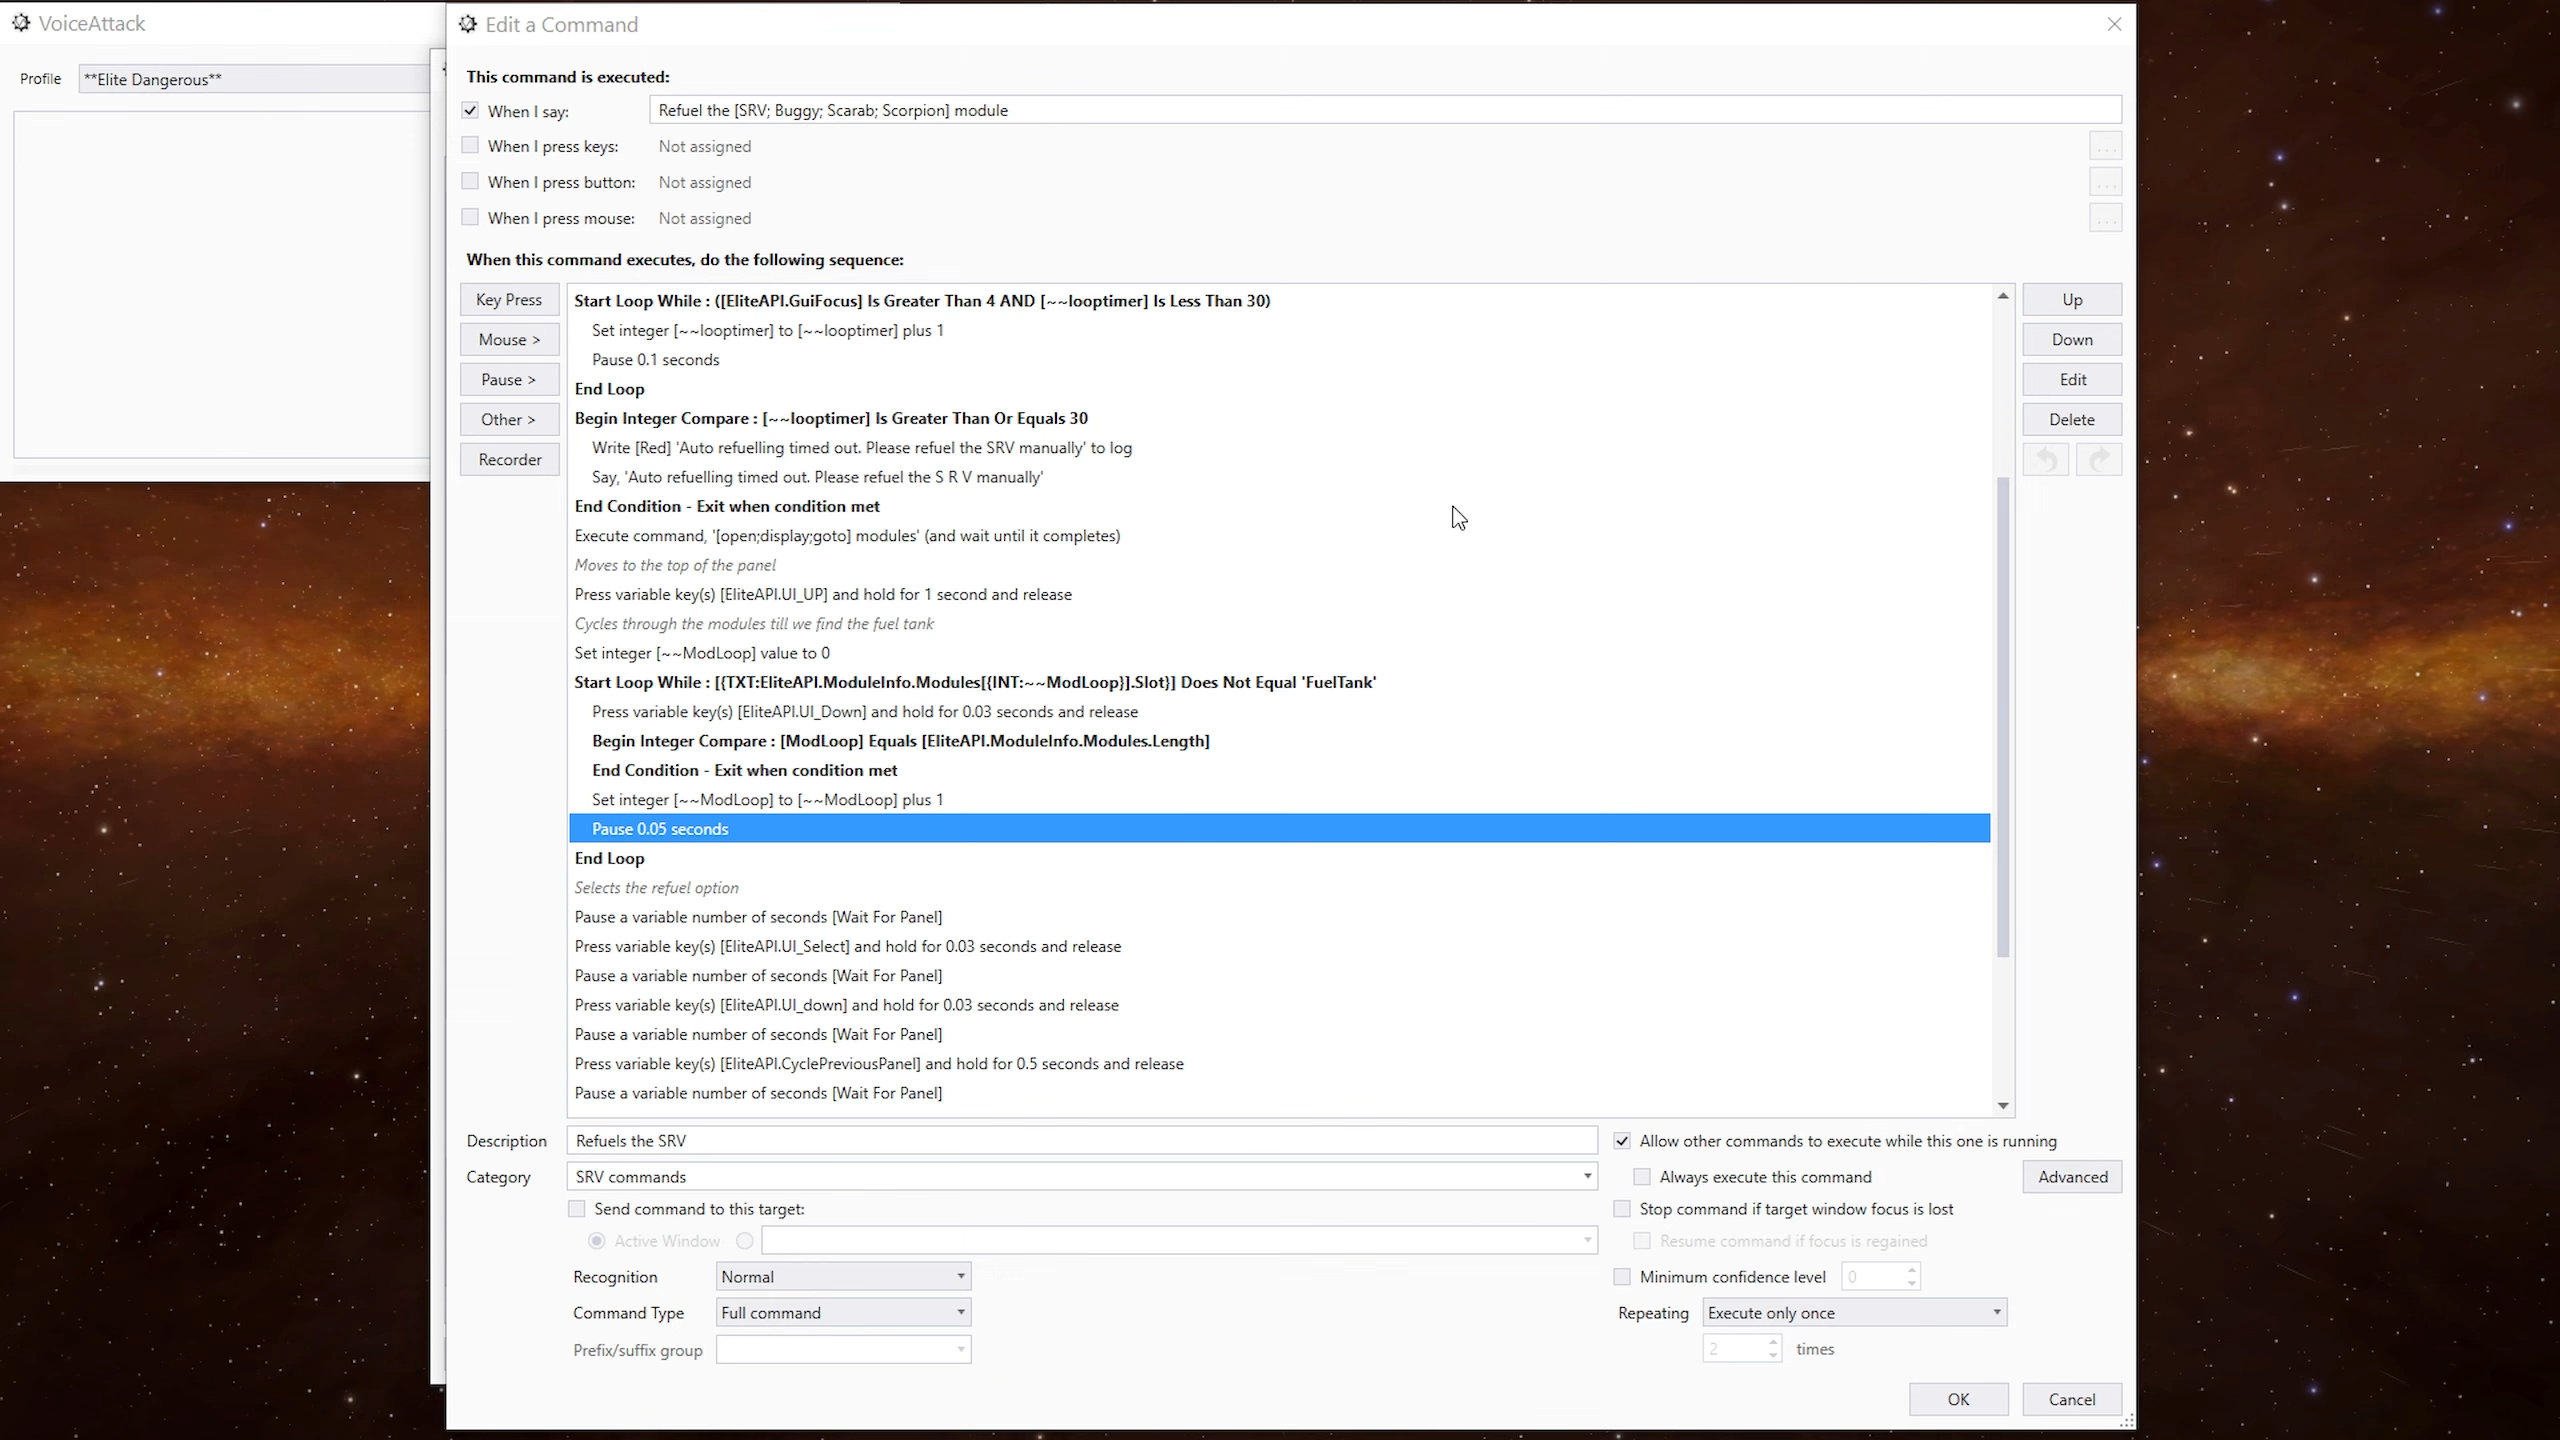 VoiceAttack
Profile
**Elite Dangerous**
Edit a Command
This command is executed:
When I say:
Refuel the [SRV; Buggy; Scarab; Scorpion] module
When I press keys:
Not assigned
...
When I press button:
Not assigned
...
When I press mouse:
Not assigned
...
When this command executes, do the following sequence:
Key Press
Mouse >
Pause >
Other >
Recorder
Start Loop While : ([EliteAPI.GuiFocus] Is Greater Than 4 AND [~~looptimer] Is Less Than 30)
Set integer [~~looptimer] to [~~looptimer] plus 1
Pause 0.1 seconds
End Loop
Begin Integer Compare : [~~looptimer] Is Greater Than Or Equals 30
Write [Red] 'Auto refuelling timed out. Please refuel the SRV manually' to log
Say, 'Auto refuelling timed out. Please refuel the S R V manually'
End Condition - Exit when condition met
Execute command, '[open;display;goto] modules' (and wait until it completes)
Moves to the top of the panel
Press variable key(s) [EliteAPI.UI_UP] and hold for 1 second and release
Cycles through the modules till we find the fuel tank
Set integer [~~ModLoop] value to 0
Start Loop While : [{TXT:EliteAPI.ModuleInfo.Modules[{INT:~~ModLoop}].Slot}] Does Not Equal 'FuelTank'
Press variable key(s) [EliteAPI.UI_Down] and hold for 0.03 seconds and release
Begin Integer Compare : [ModLoop] Equals [EliteAPI.ModuleInfo.Modules.Length]
End Condition - Exit when condition met
Set integer [~~ModLoop] to [~~ModLoop] plus 1
Pause 0.05 seconds
End Loop
Selects the refuel option
Pause a variable number of seconds [Wait For Panel]
Press variable key(s) [EliteAPI.UI_Select] and hold for 0.03 seconds and release
Pause a variable number of seconds [Wait For Panel]
Press variable key(s) [EliteAPI.UI_down] and hold for 0.03 seconds and release
Pause a variable number of seconds [Wait For Panel]
Press variable key(s) [EliteAPI.CyclePreviousPanel] and hold for 0.5 seconds and release
Pause a variable number of seconds [Wait For Panel]
Up
Down
Edit
Delete
Description
Refuels the SRV
Category
SRV commands
Send command to this target:
Active Window
Recognition
Normal
Command Type
Full command
Prefix/suffix group
Allow other commands to execute while this one is running
Always execute this command
Advanced
Stop command if target window focus is lost
Resume command if focus is regained
Minimum confidence level
0
Repeating
Execute only once
2
times
OK
Cancel